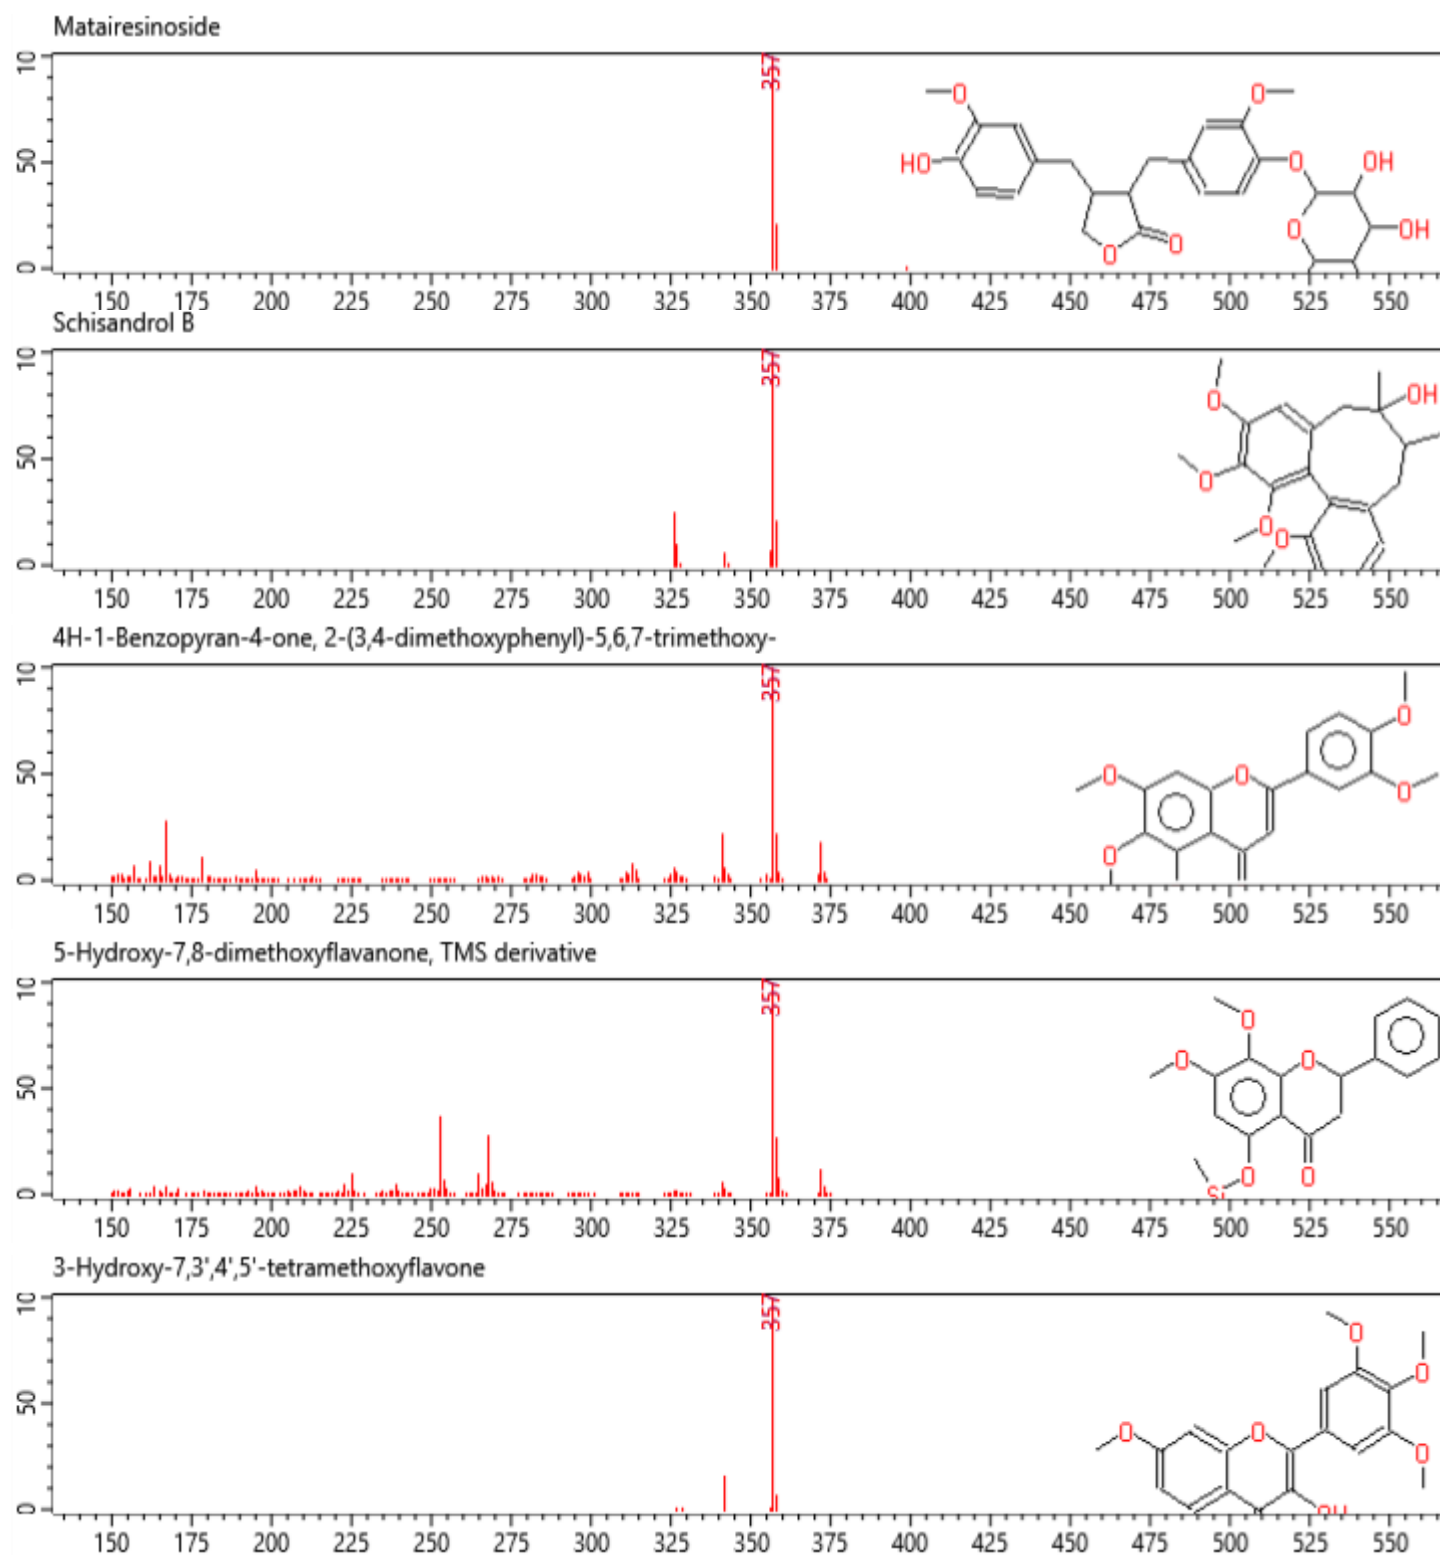 Matairesinoside
10
50
0
357
O
O
HO
O
OH
O
OH
O
O
150 175 200 225 250 275 300 325 350 375 400 425 450 475 500 525 550
Schisandrol B
10
50
0
357
O
OH
O
O
O
150 175 200 225 250 275 300 325 350 375 400 425 450 475 500 525 550
4H-1-Benzopyran-4-one, 2-(3,4-dimethoxyphenyl)-5,6,7-trimethoxy-
10
50
0
357
O
O
O
O
O
150 175 200 225 250 275 300 325 350 375 400 425 450 475 500 525 550
5-Hydroxy-7,8-dimethoxyflavanone, TMS derivative
10
50
0
357
O
O
O
O
O
Si
150 175 200 225 250 275 300 325 350 375 400 425 450 475 500 525 550
3-Hydroxy-7,3',4',5'-tetramethoxyflavone
10
50
0
357
O
O
O
O
O
OH
150 175 200 225 250 275 300 325 350 375 400 425 450 475 500 525 550